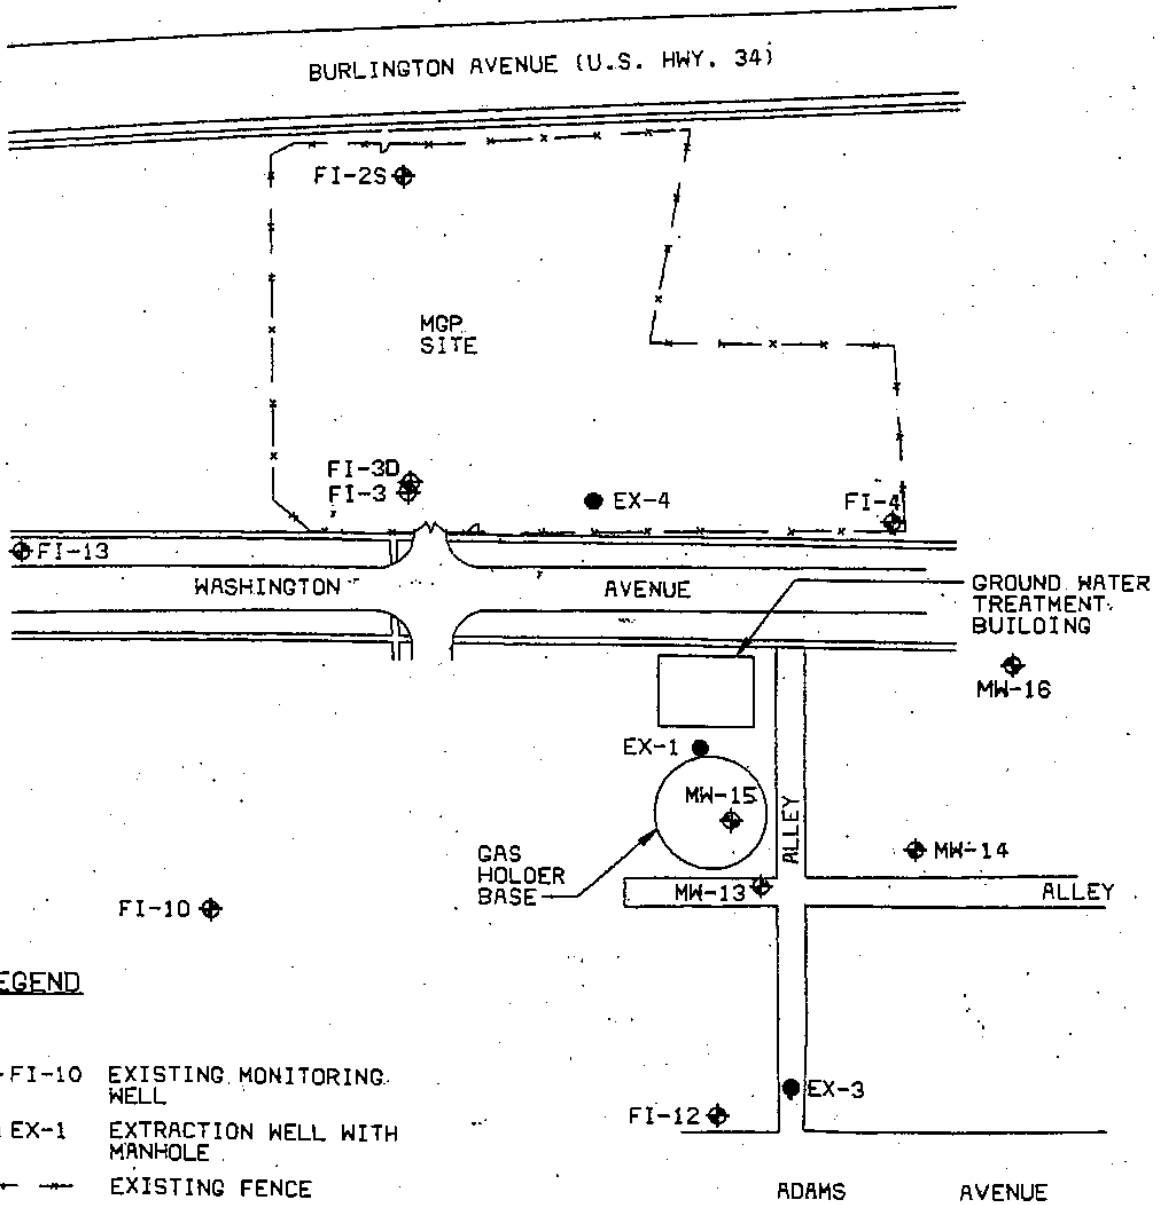 BURLINGTON AVENUE (U.S. HWY. 34)
FI-2S
MGP
SITE
FI-3D
FI-3
EX-4
FI-4
FI-13
WASHINGTON AVENUE
GROUND WATER
TREATMENT
BUILDING
MW-16
EX-1
MW-15
ALLEY
GAS
HOLDER
BASE
MW-14
MW-13
ALLEY
FI-10
EGEND
FI-10 EXISTING MONITORING
WELL
EX-1 EXTRACTION WELL WITH
MANHOLE
EXISTING FENCE
EX-3
FI-12
ADAMS AVENUE